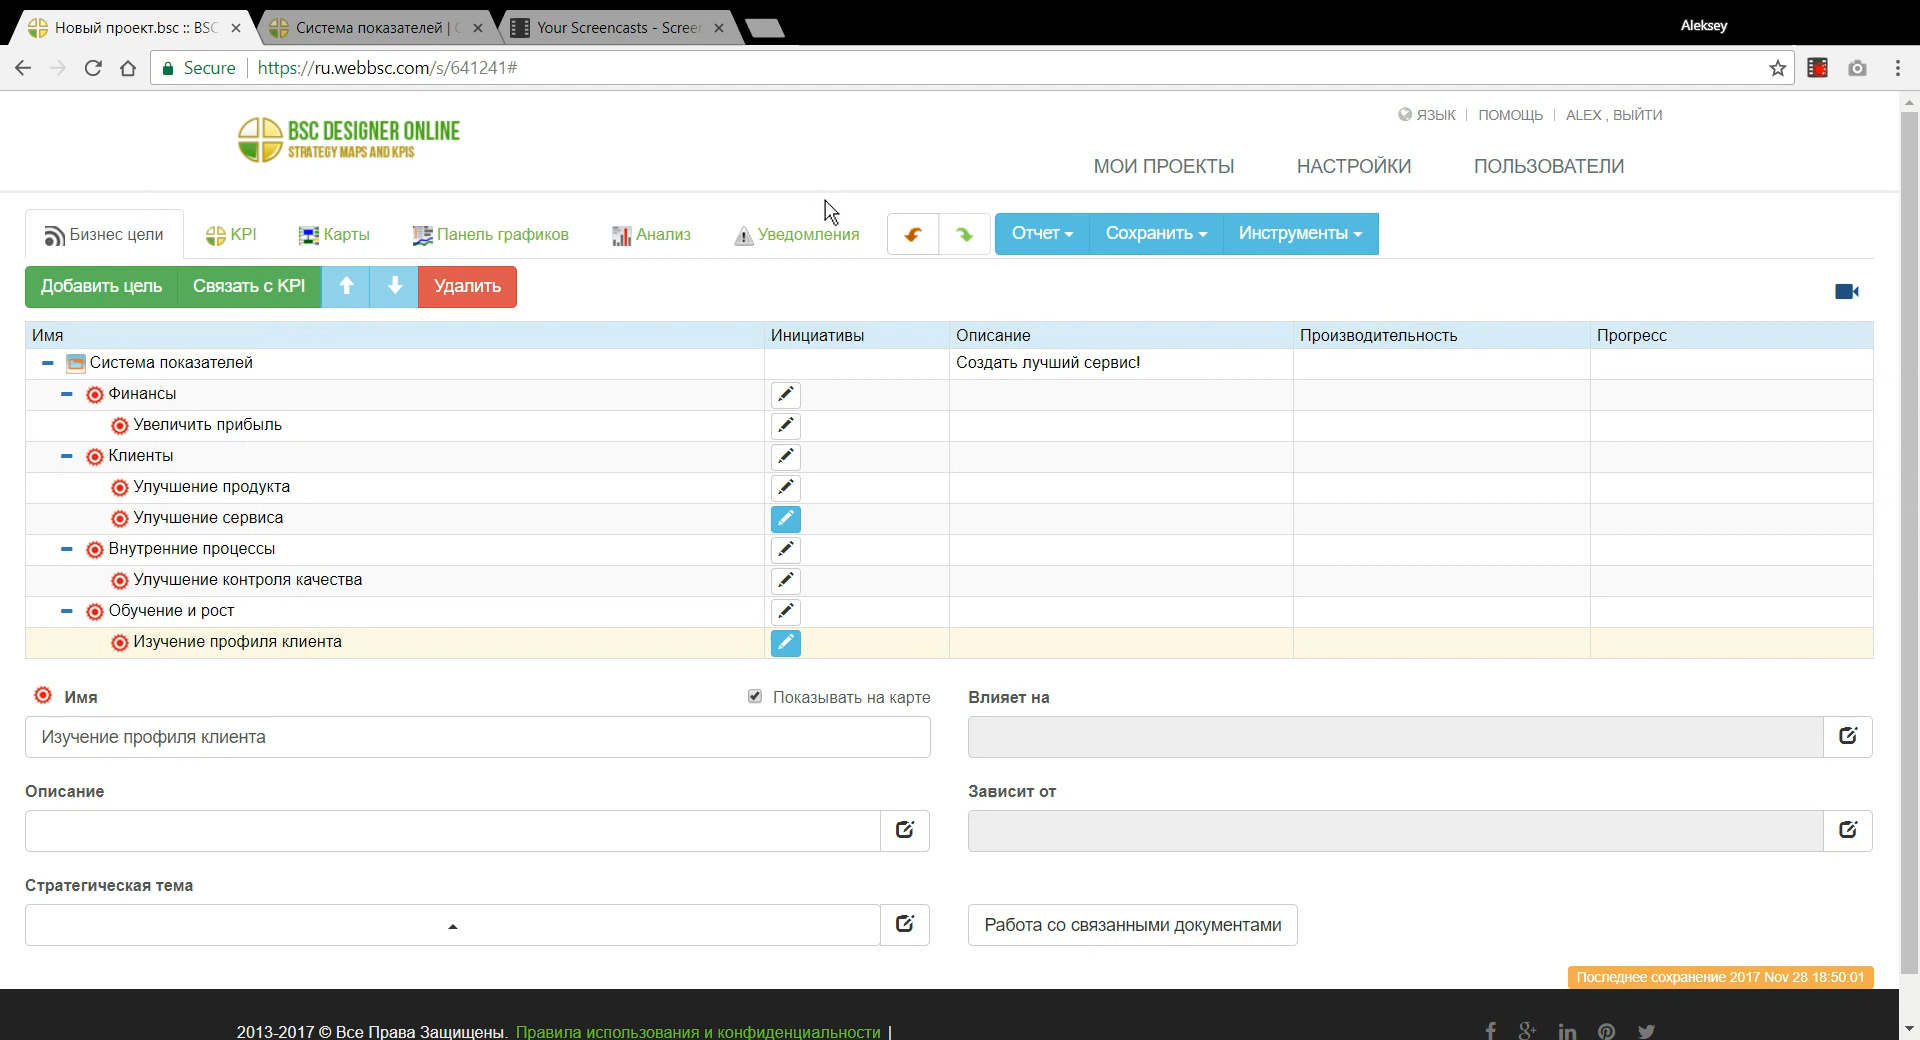 Новый проект.bsc :: BSC
Система показателей |
Your Screencasts - Screen
Aleksey
Secure
https://ru.webbsc.com/s/641241#
BSC DESIGNER ONLINE
STRATEGY MAPS AND KPIS
ЯЗЫК | ПОМОЩЬ | ALEX , ВЫЙТИ
МОИ ПРОЕКТЫ НАСТРОЙКИ ПОЛЬЗОВАТЕЛИ
Бизнес цели KPI Карты Панель графиков Анализ Уведомления Отчет Сохранить Инструменты
Добавить цель Связать с KPI Удалить
Имя Инициативы Описание Производительность Прогресс
Система показателей Создать лучший сервис!
Финансы
Увеличить прибыль
Клиенты
Улучшение продукта
Улучшение сервиса
Внутренние процессы
Улучшение контроля качества
Обучение и рост
Изучение профиля клиента
Имя Показывать на карте Влияет на
Изучение профиля клиента
Описание Зависит от
Стратегическая тема
Работа со связанными документами
Последнее сохранение 2017 Nov 28 18:50:01
2013-2017 © Все Права Защищены. Правила использования и конфиденциальности |